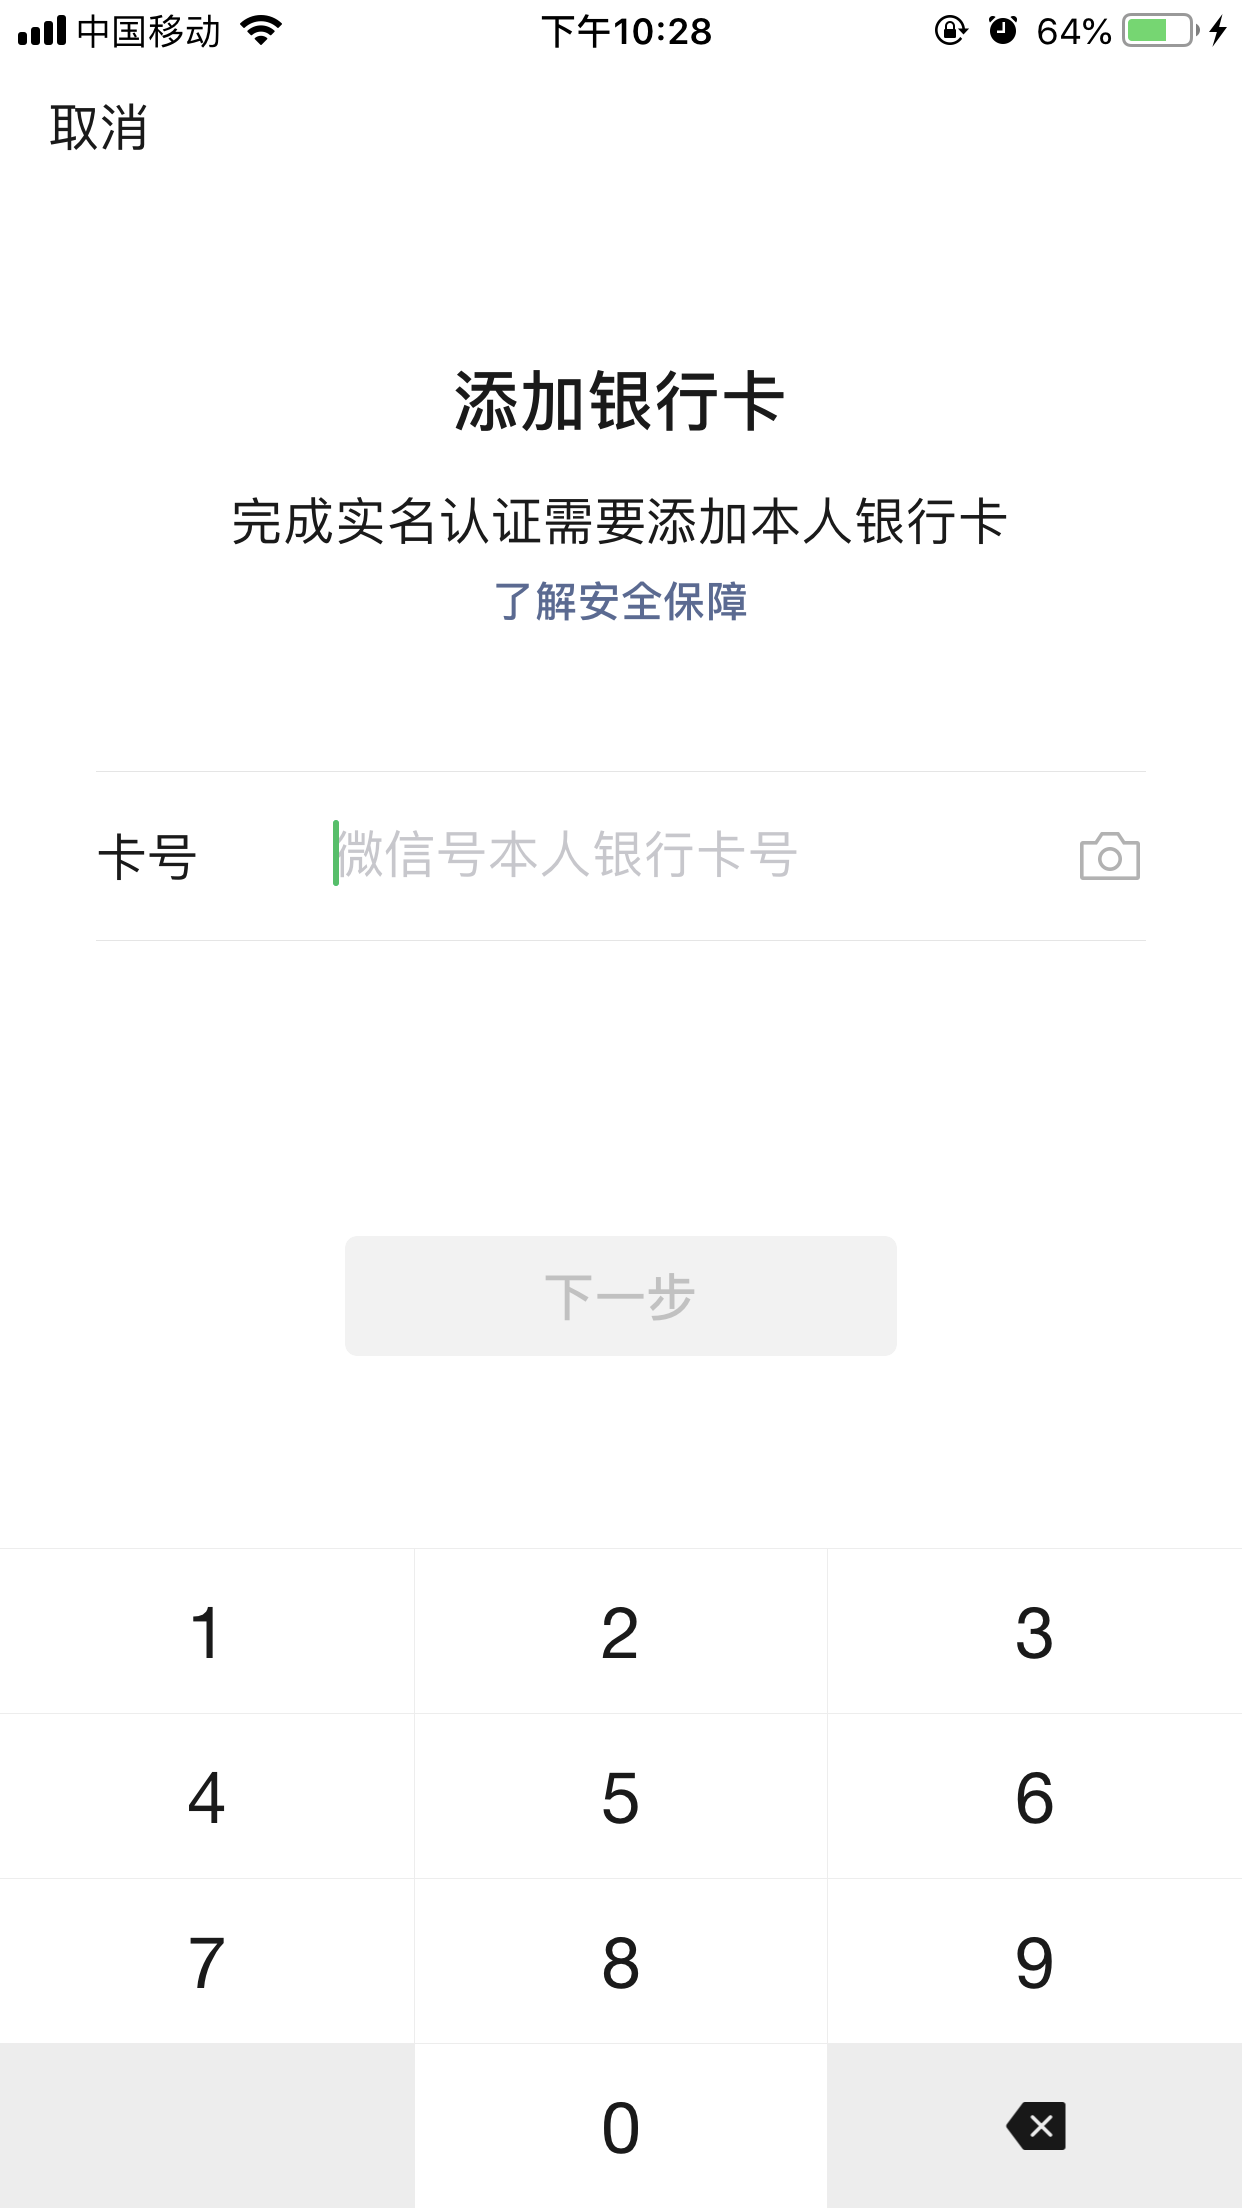 中国移动 下午10:28 64%
取消
添加银行卡
完成实名认证需要添加本人银行卡
了解安全保障
卡号 微信号本人银行卡号
下一步
1 2 3
4 5 6
7 8 9
0